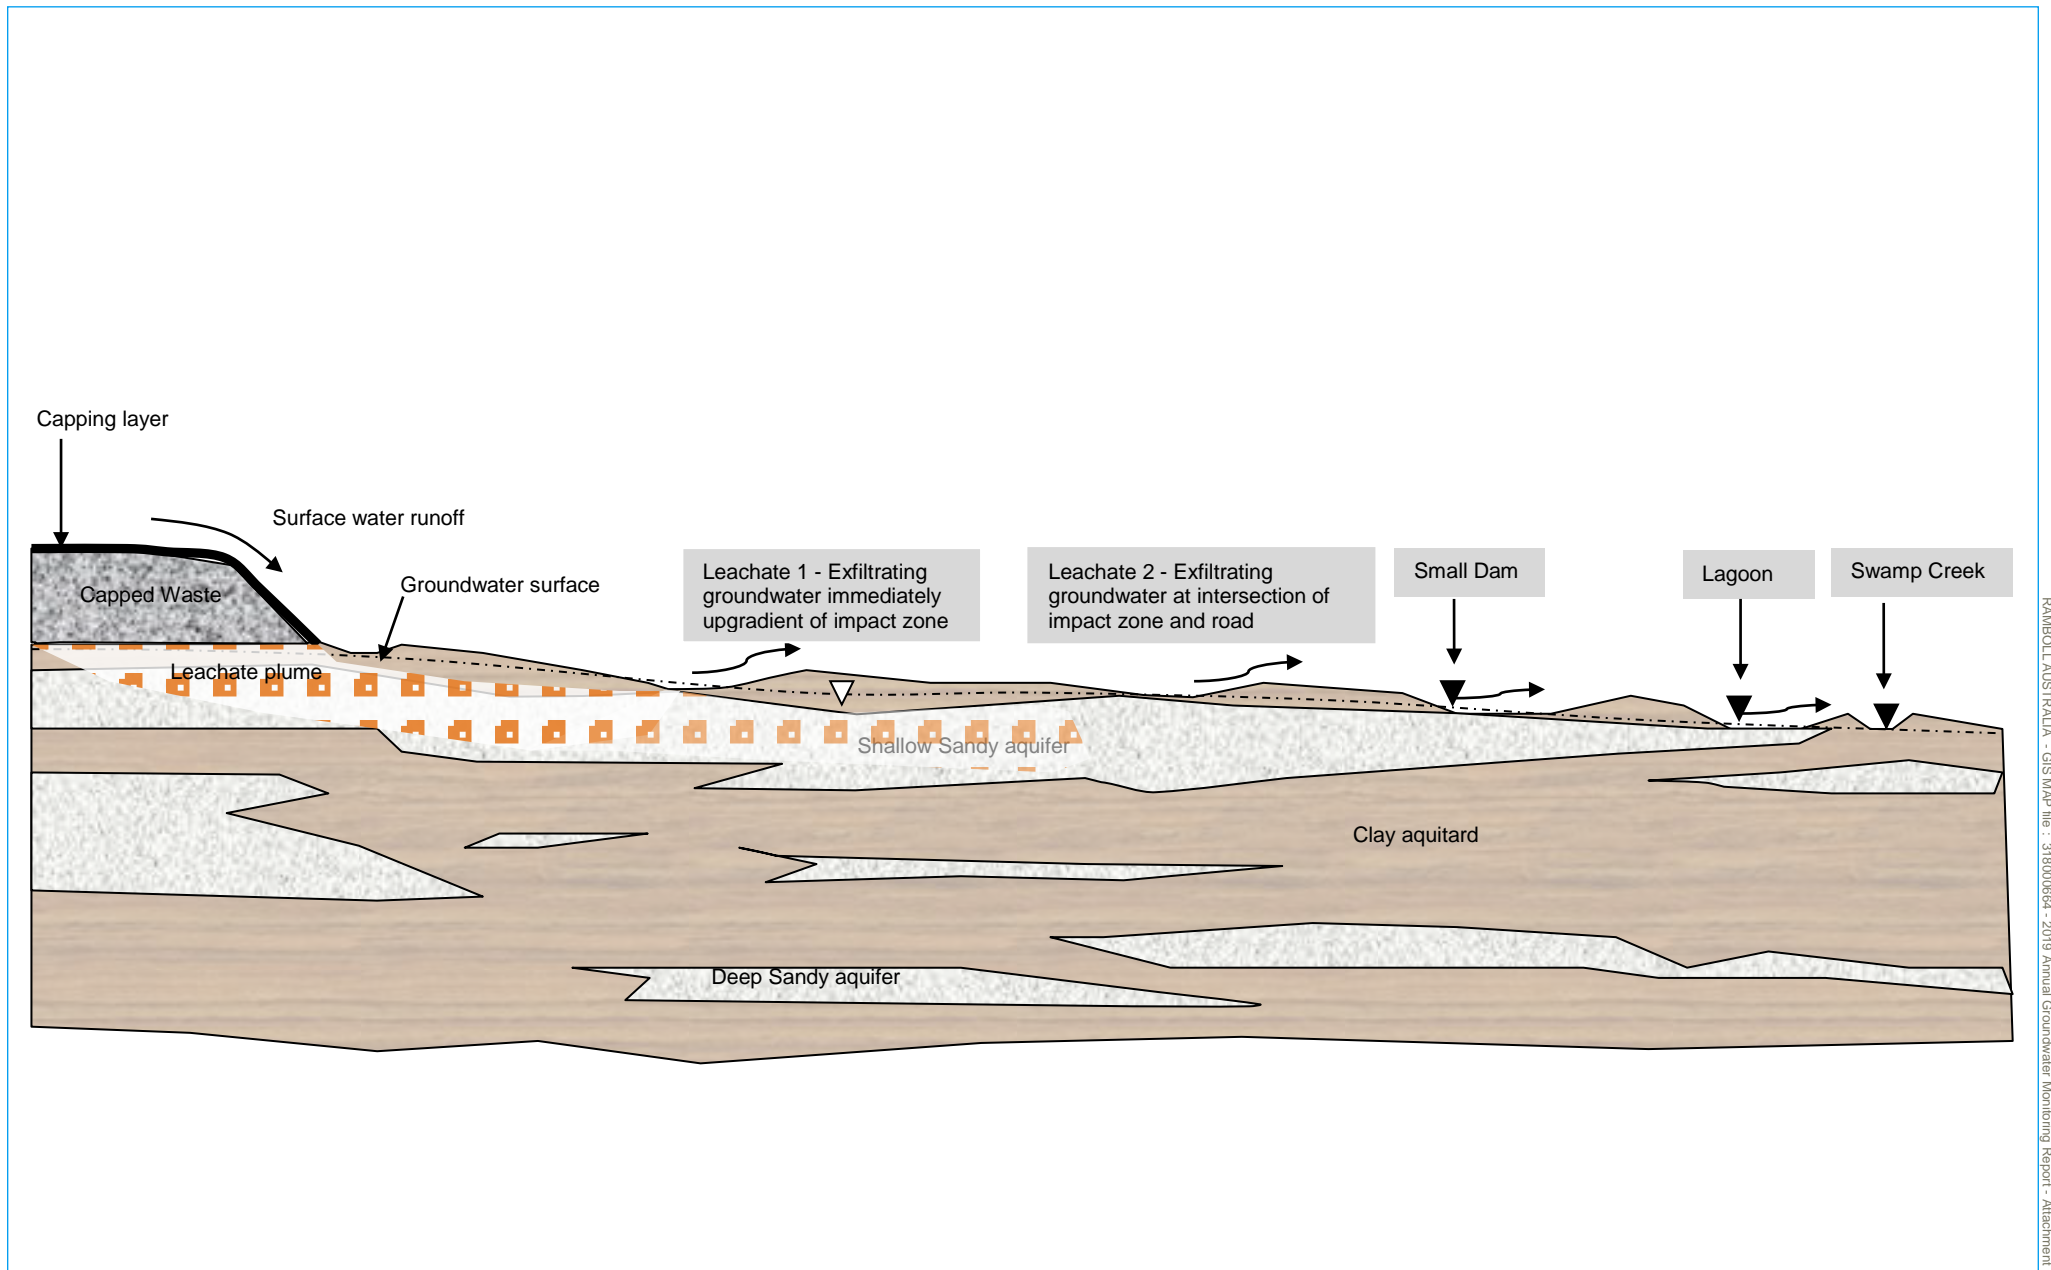 Capping layer
Surface water runoff
Capped Waste
Groundwater surface
Leachate plume
Leachate 1 - Exfiltrating
groundwater immediately
upgradient of impact zone
Leachate 2 - Exfiltrating
groundwater at intersection of
impact zone and road
Small Dam
Lagoon
Swamp Creek
Shallow Sandy aquifer
Clay aquitard
Deep Sandy aquifer
RAMBOLL AUSTRALIA - GIS MAP file : 318000664 - 2019 Annual Groundwater Monitoring Report - Attachment